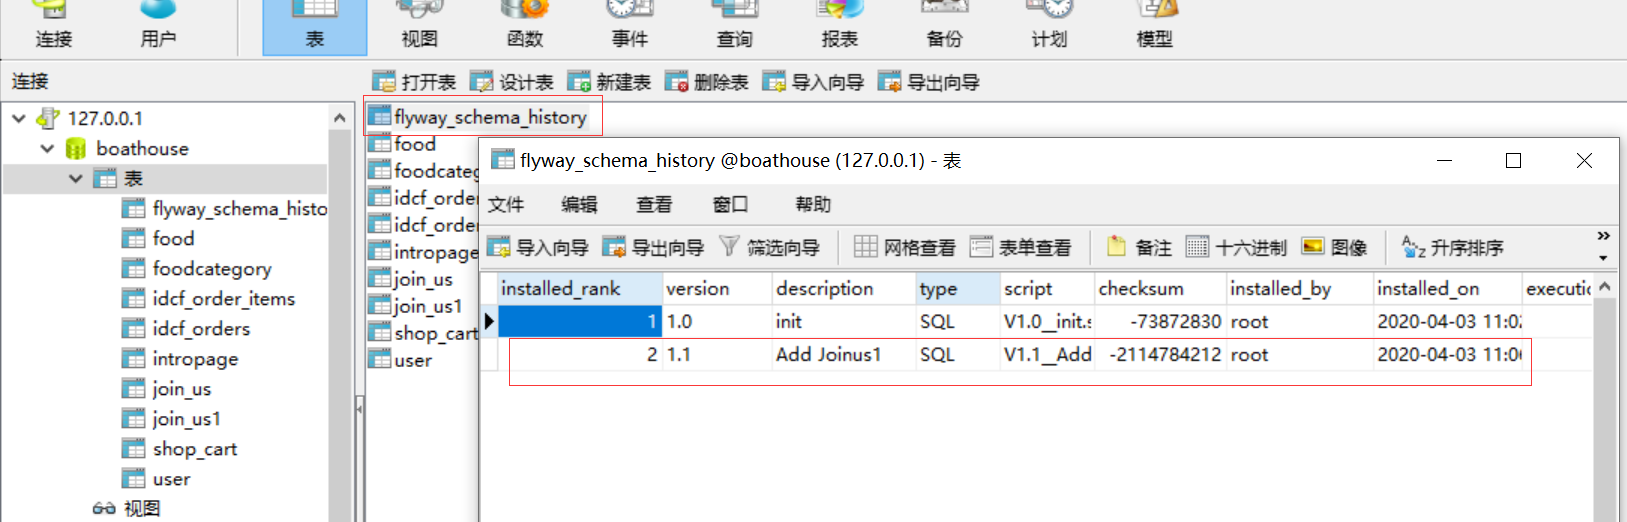 连接 用户 表 视图 函数 事件 查询 报表 备份 计划 模型
连接
打开表 设计表 新建表 删除表 导入向导 导出向导
127.0.0.1
boathouse
表
flyway_schema_histo
food
foodcategory
idcf_order_items
idcf_orders
intropage
join_us
join_us1
shop_cart
user
视图
flyway_schema_history
food
foodcateg
idcf_order
idcf_order
intropage
join_us
join_us1
shop_cart
user
flyway_schema_history @boathouse (127.0.0.1) - 表
文件 编辑 查看 窗口 帮助
导入向导 导出向导 筛选向导 网格查看 表单查看 备注 十六进制 图像 升序排序
installed_rank version description type script checksum installed_by installed_on executio
1 1.0 init SQL V1.0__init.s -73872830 root 2020-04-03 11:02
2 1.1 Add Joinus1 SQL V1.1__Add -2114784212 root 2020-04-03 11:06